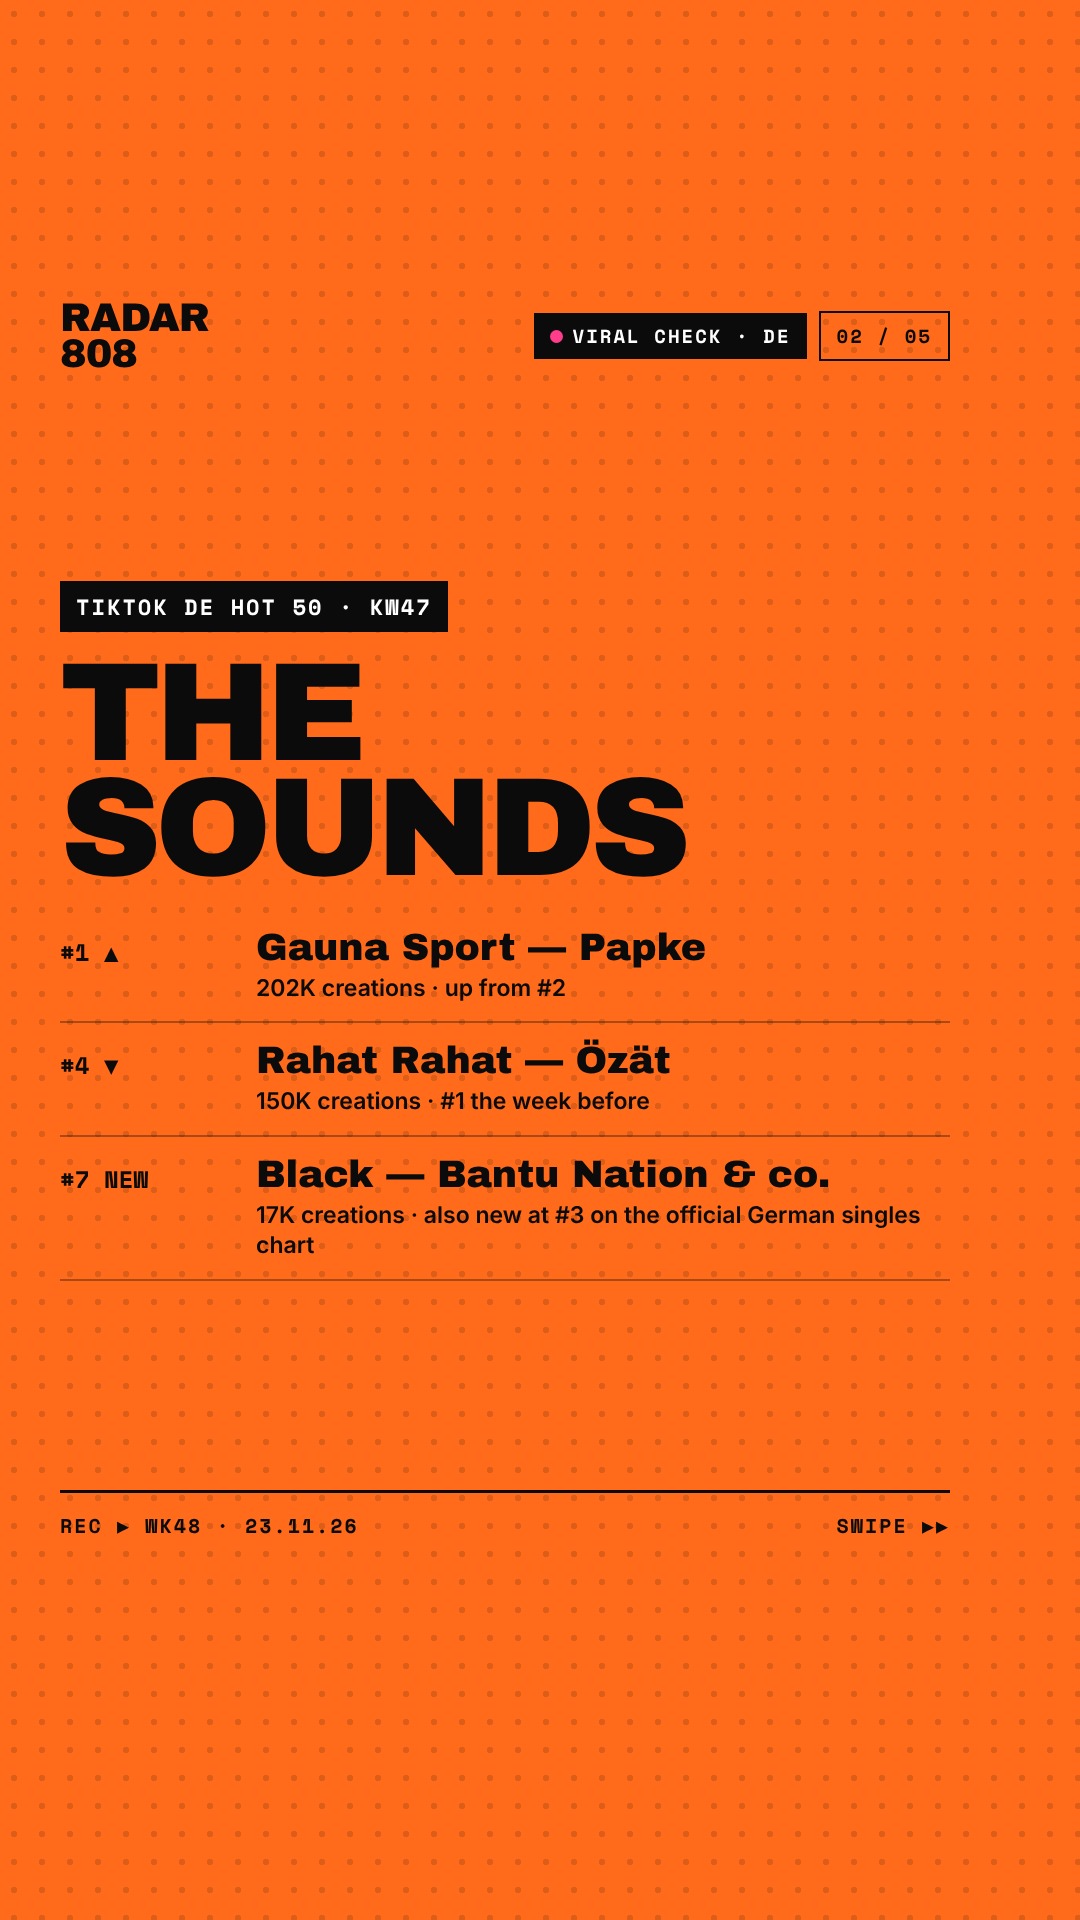 RADAR
808
VIRAL CHECK · DE
02 / 05
TIKTOK DE HOT 50 · KW47
THE
SOUNDS
#1 ▲
Gauna Sport — Papke
202K creations · up from #2
#4 ▼
Rahat Rahat — Özät
150K creations · #1 the week before
#7 NEW
Black — Bantu Nation & co.
17K creations · also new at #3 on the official German singles
chart
REC ▶ WK48 · 23.11.26
SWIPE ▶▶